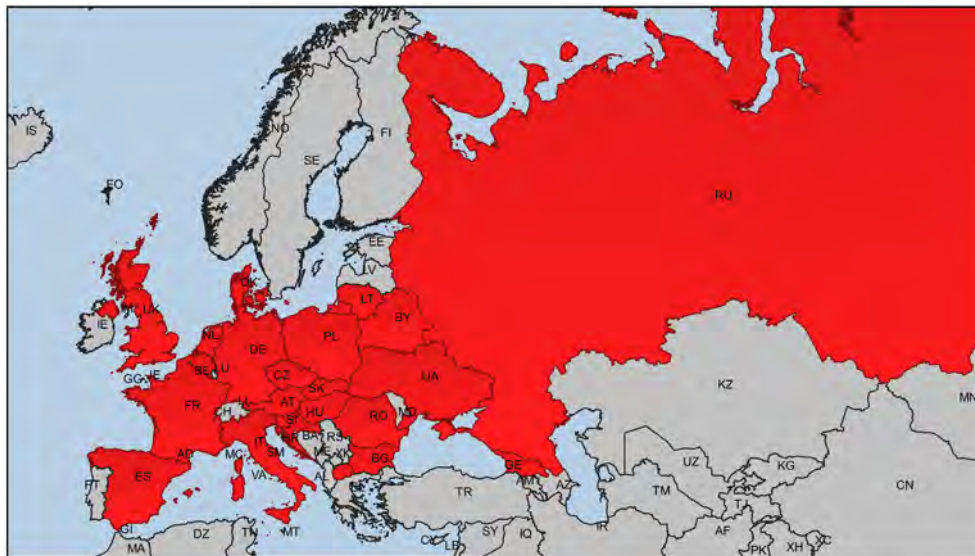 IS
NO
FI
SE
RU
FO
EE
LV
DK
LT
IE
UK
BY
NL
DE
PL
BE
GG
JE
CZ
UA
SK
KZ
FR
LI
AT
HU
MN
CH
SI
RO
MD
HR
BA
RS
IT
AD
MC
SM
ME
XK
BG
GE
UZ
KG
PT
ES
VA
AL
AM
AZ
TR
TM
TJ
CN
GI
DZ
TN
MT
CY
SY
IQ
IR
AF
MA
LB
PK
XH
XC